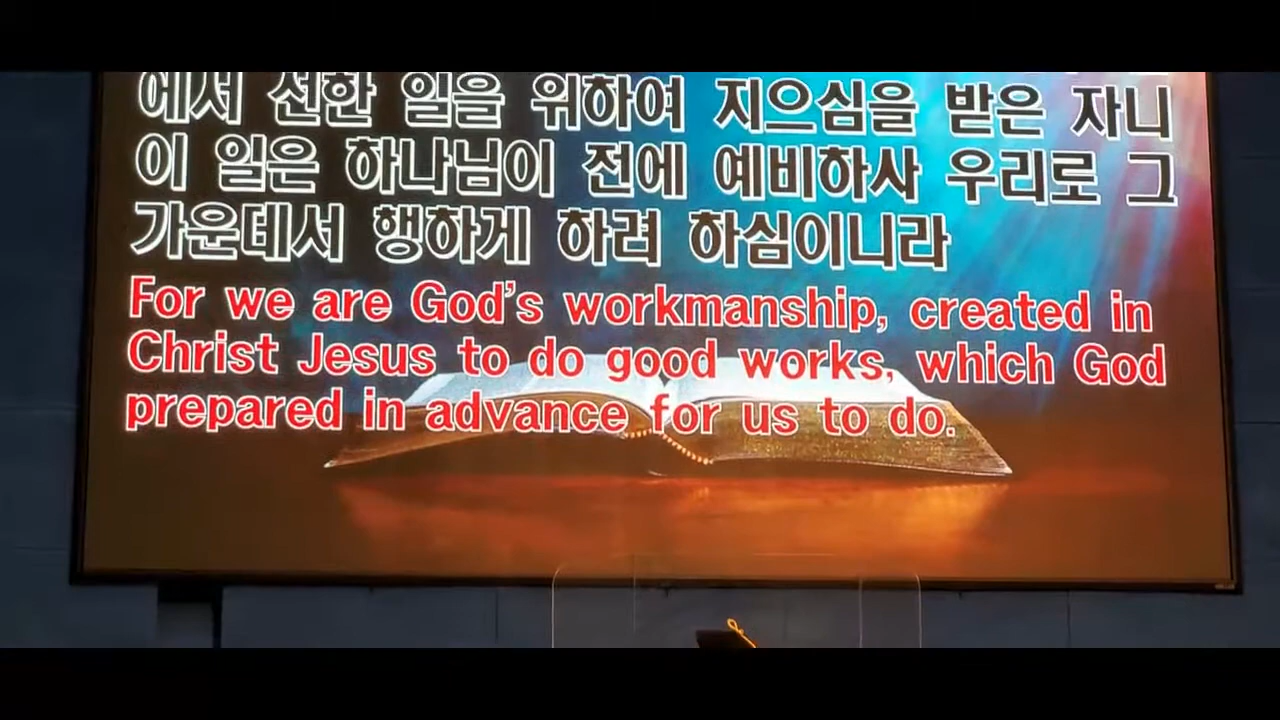 에서 선한 일을 위하여 지으심을 받은 자니
이 일은 하나님이 전에 예비하사 우리로 그
가운데서 행하게 하려 하심이니라
For we are God's workmanship, created in
Christ Jesus to do good works, which God
prepared in advance for us to do.